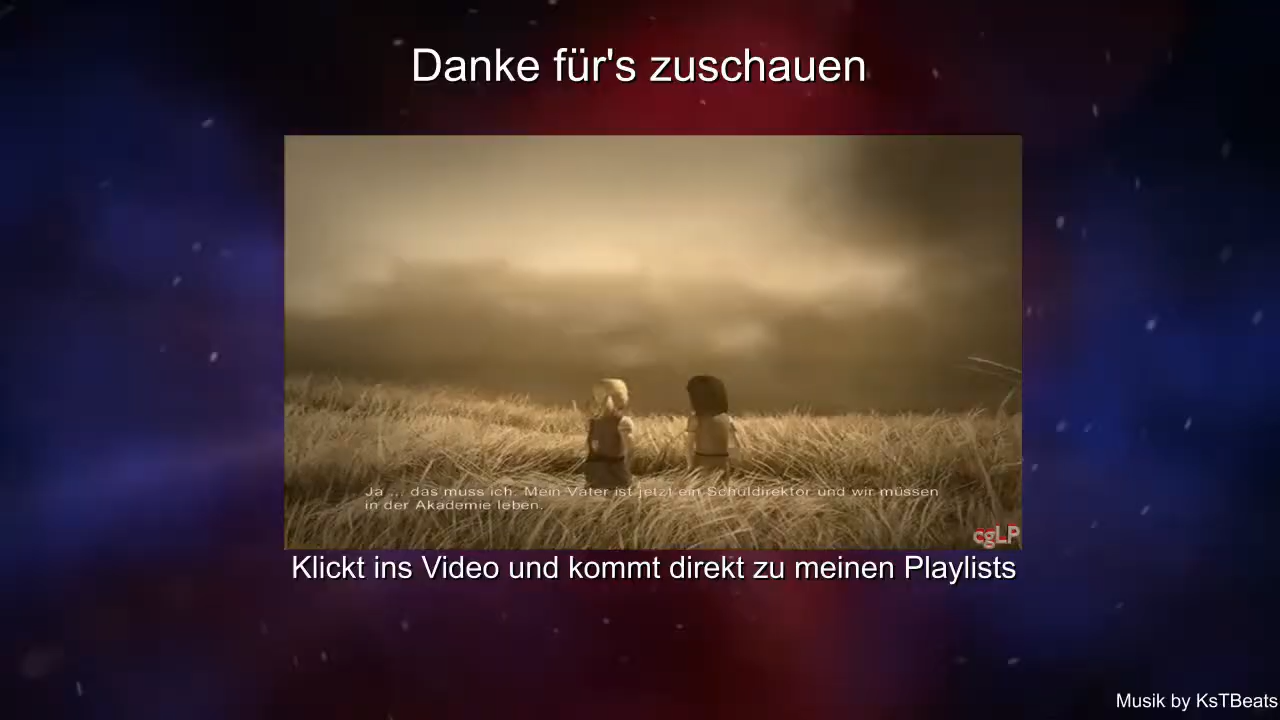 Danke für's zuschauen
Ja ... das muss ich. Mein Vater ist jetzt ein Schuldirektor und wir müssen
in der Akademie leben.
cgLP
Klickt ins Video und kommt direkt zu meinen Playlists
Musik by KsTBeats